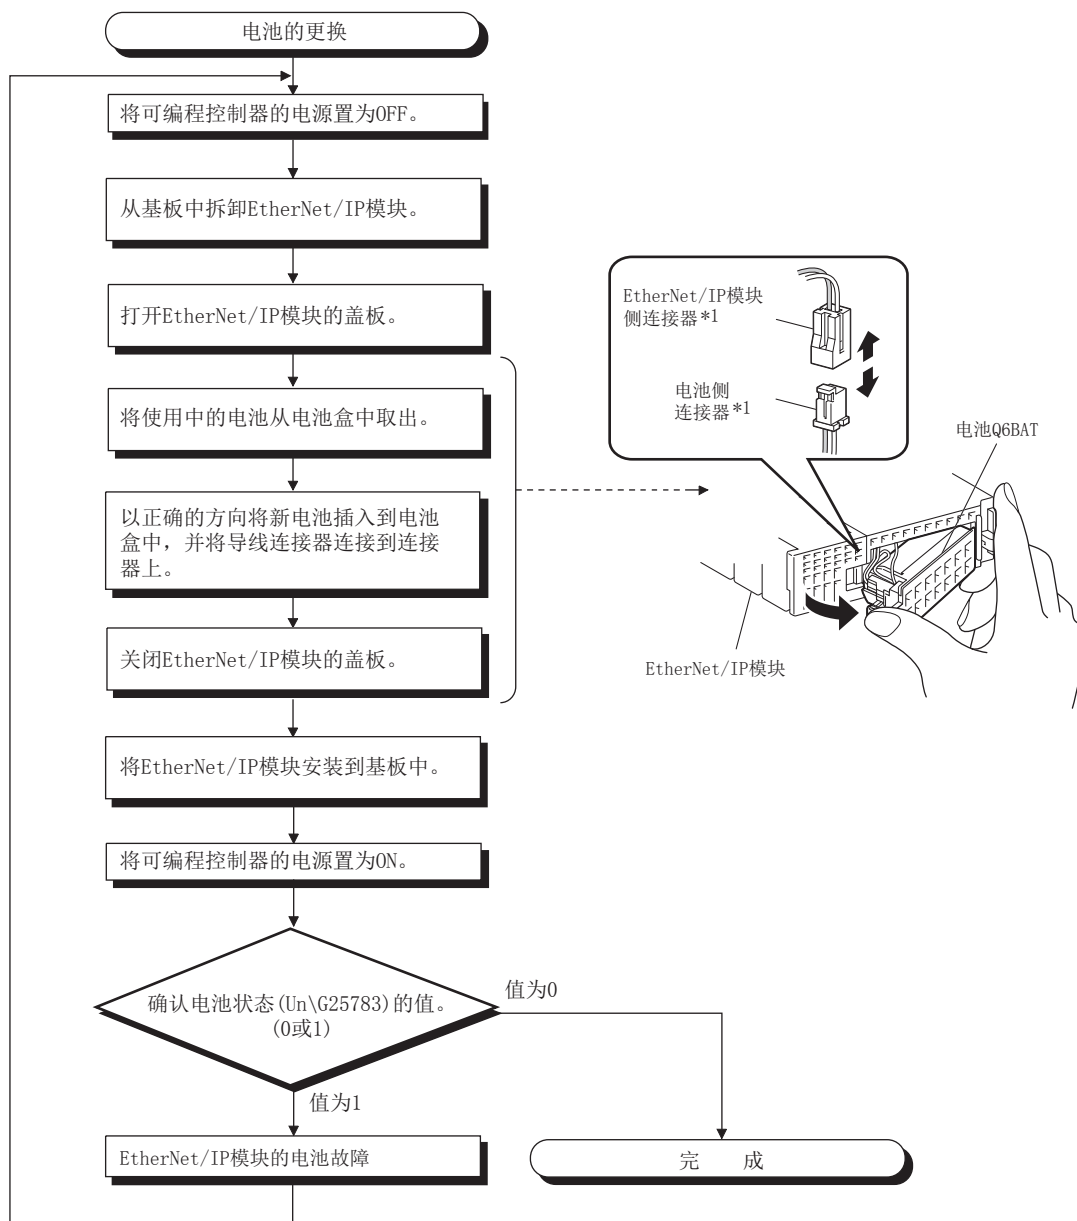 电池的更换
将可编程控制器的电源置为OFF。
从基板中拆卸EtherNet/IP模块。
打开EtherNet/IP模块的盖板。
将使用中的电池从电池盒中取出。
以正确的方向将新电池插入到电池
盒中，并将导线连接器连接到连接
器上。
关闭EtherNet/IP模块的盖板。
将EtherNet/IP模块安装到基板中。
将可编程控制器的电源置为ON。
确认电池状态(Un\G25783)的值。
(0或1)
值为0
值为1
EtherNet/IP模块的电池故障
完 成
EtherNet/IP模块
侧连接器*1
电池侧
连接器*1
电池Q6BAT
EtherNet/IP模块